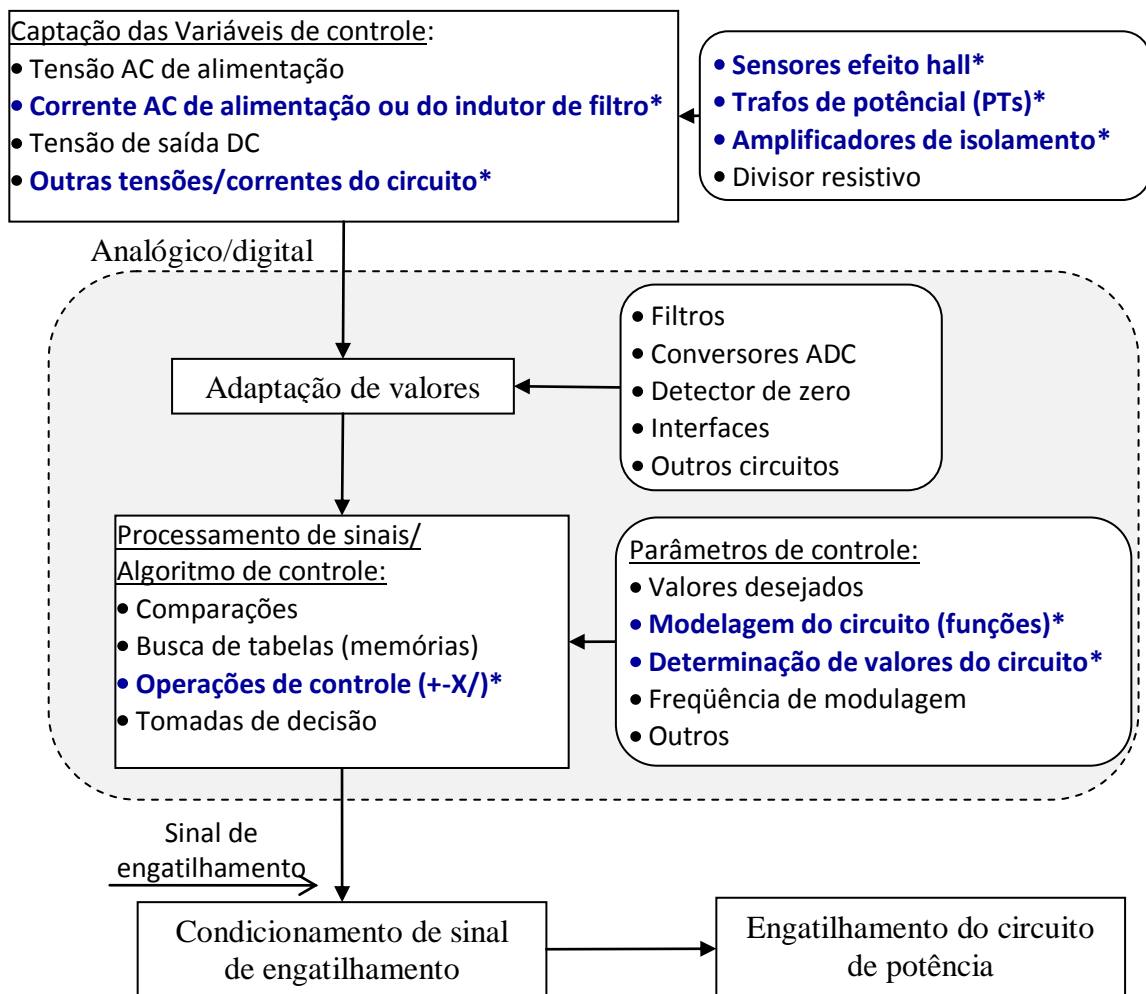 Captação das Variáveis de controle:
• Tensão AC de alimentação
• Corrente AC de alimentação ou do indutor de filtro*
• Tensão de saída DC
• Outras tensões/correntes do circuito*
• Sensores efeito hall*
• Trafos de potêncial (PTs)*
• Amplificadores de isolamento*
• Divisor resistivo
Analógico/digital
• Filtros
• Conversores ADC
• Detector de zero
• Interfaces
• Outros circuitos
Adaptação de valores
Processamento de sinais/
Algoritmo de controle:
• Comparações
• Busca de tabelas (memórias)
• Operações de controle (+-X/)*
• Tomadas de decisão
Parâmetros de controle:
• Valores desejados
• Modelagem do circuito (funções)*
• Determinação de valores do circuito*
• Freqüência de modulagem
• Outros
Sinal de
engatilhamento
Condicionamento de sinal
de engatilhamento
Engatilhamento do circuito
de potência